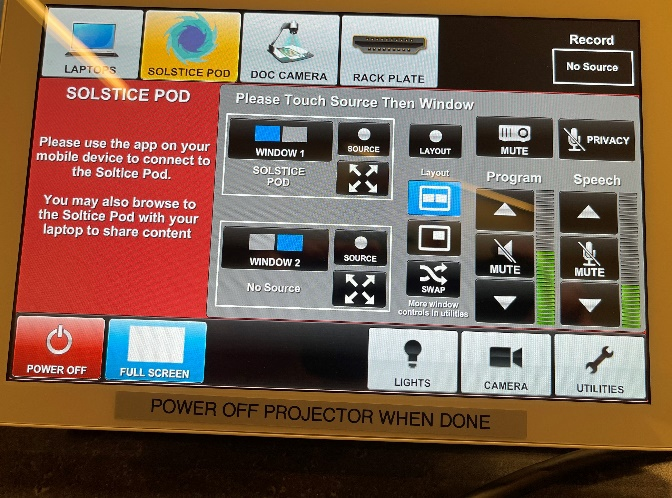 LAPTOPS
SOLSTICE POD
DOC CAMERA
RACK PLATE
Record
No Source
SOLSTICE POD
Please use the app on your
mobile device to connect to
the Soltice Pod.
You may also browse to
the Soltice Pod with your
laptop to share content
Please Touch Source Then Window
WINDOW 1
SOURCE
SOLSTICE
POD
WINDOW 2
SOURCE
No Source
LAYOUT
Layout
SWAP
More window
controls in utilities
MUTE
PRIVACY
Program
Speech
MUTE
MUTE
POWER OFF
FULL SCREEN
LIGHTS
CAMERA
UTILITIES
POWER OFF PROJECTOR WHEN DONE